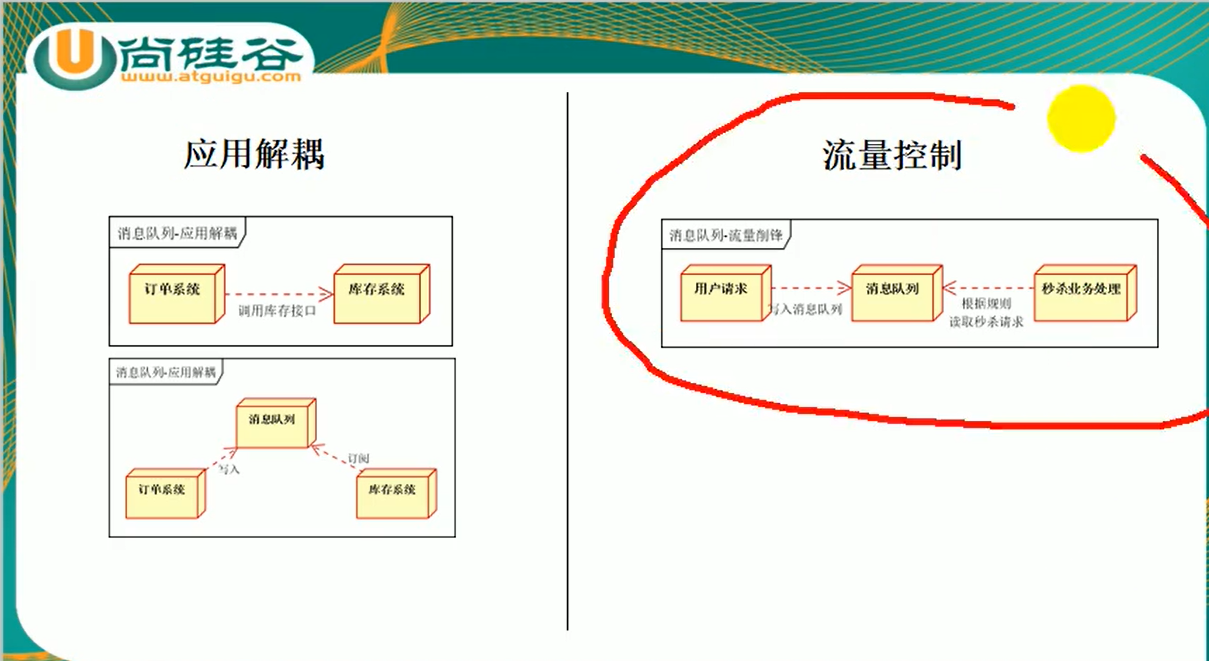 尚硅谷
www.atguigu.com
应用解耦
消息队列-应用解耦
订单系统
库存系统
调用库存接口
消息队列-应用解耦
消息队列
写入
订阅
订单系统
库存系统
流量控制
消息队列-流量削锋
用户请求
消息队列
秒杀业务处理
写入消息队列
根据规则
读取秒杀请求